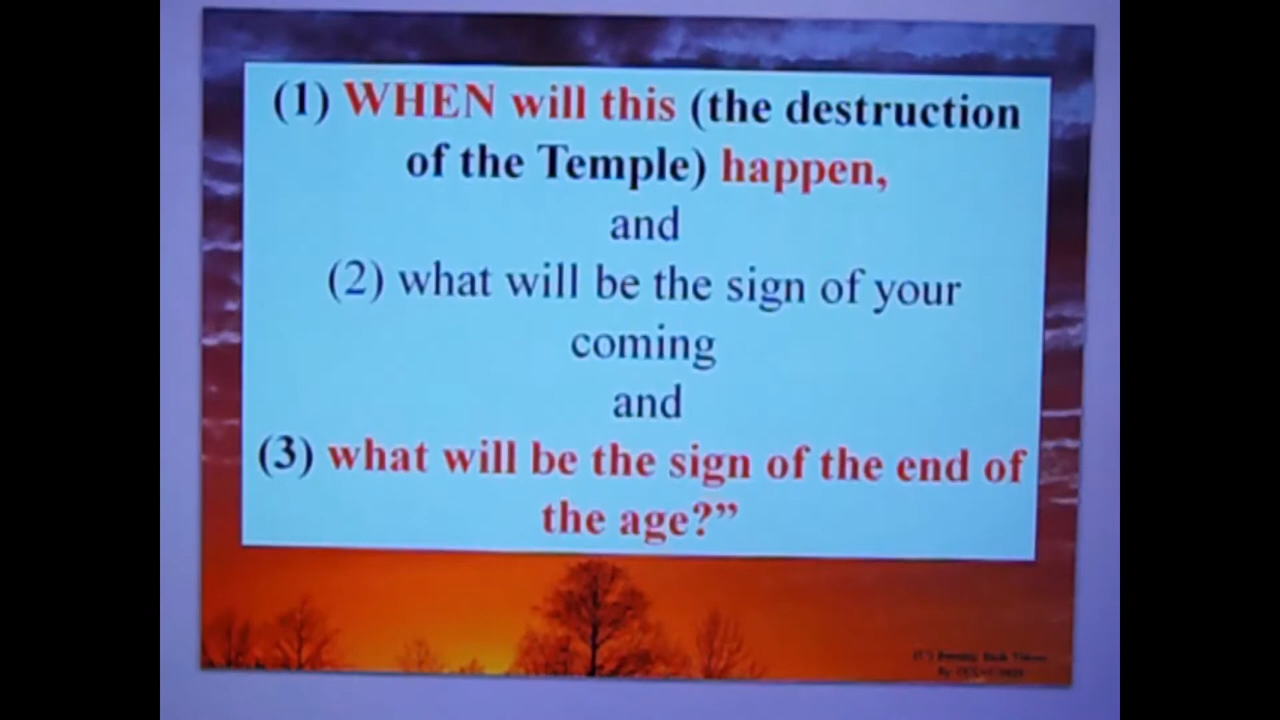 (1) WHEN will this (the destruction
of the Temple) happen,
and
(2) what will be the sign of your
coming
and
(3) what will be the sign of the end of
the age?”